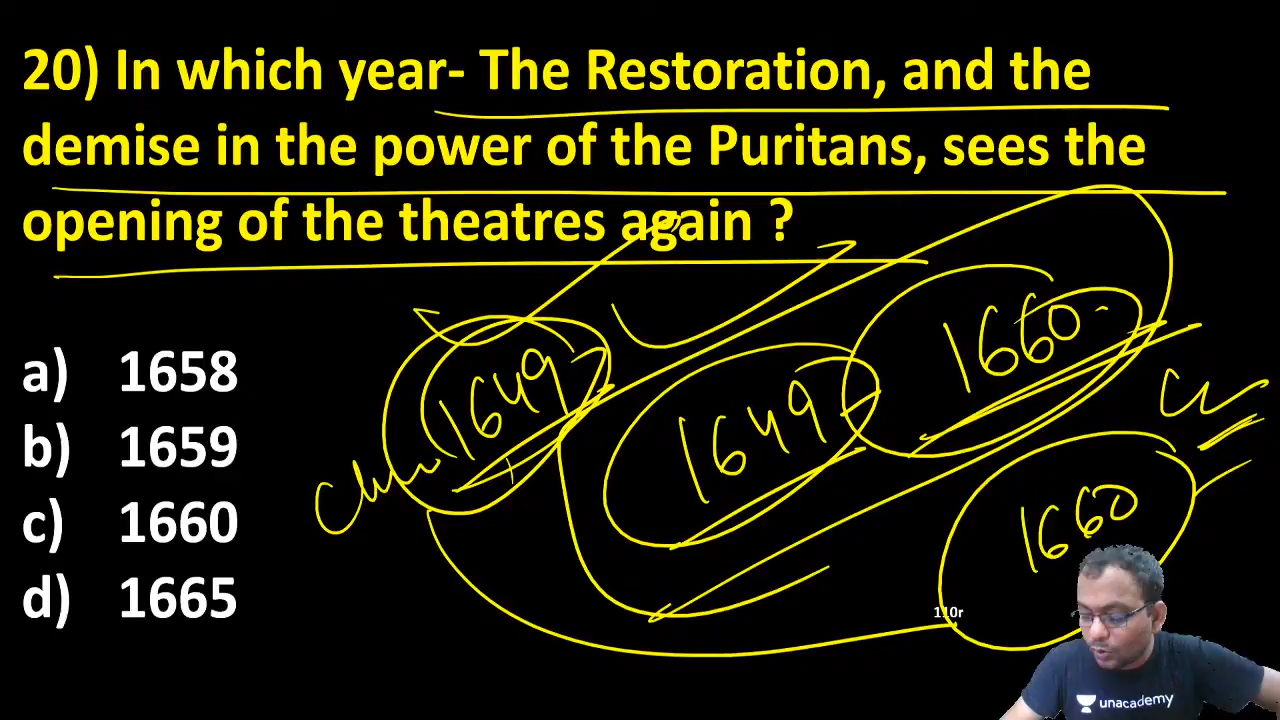 20) In which year- The Restoration, and the
demise in the power of the Puritans, sees the
opening of the theatres again ?
a) 1658
b) 1659
c) 1660
d) 1665
1649
1649
1660
1660
110r
unacademy